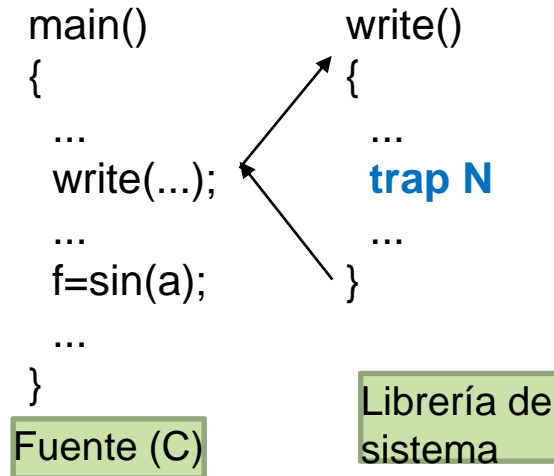 main()
{
...
write(...);
...
f=sin(a);
...
}
Fuente (C)
write()
{
...
trap N
...
}
Librería de
sistema